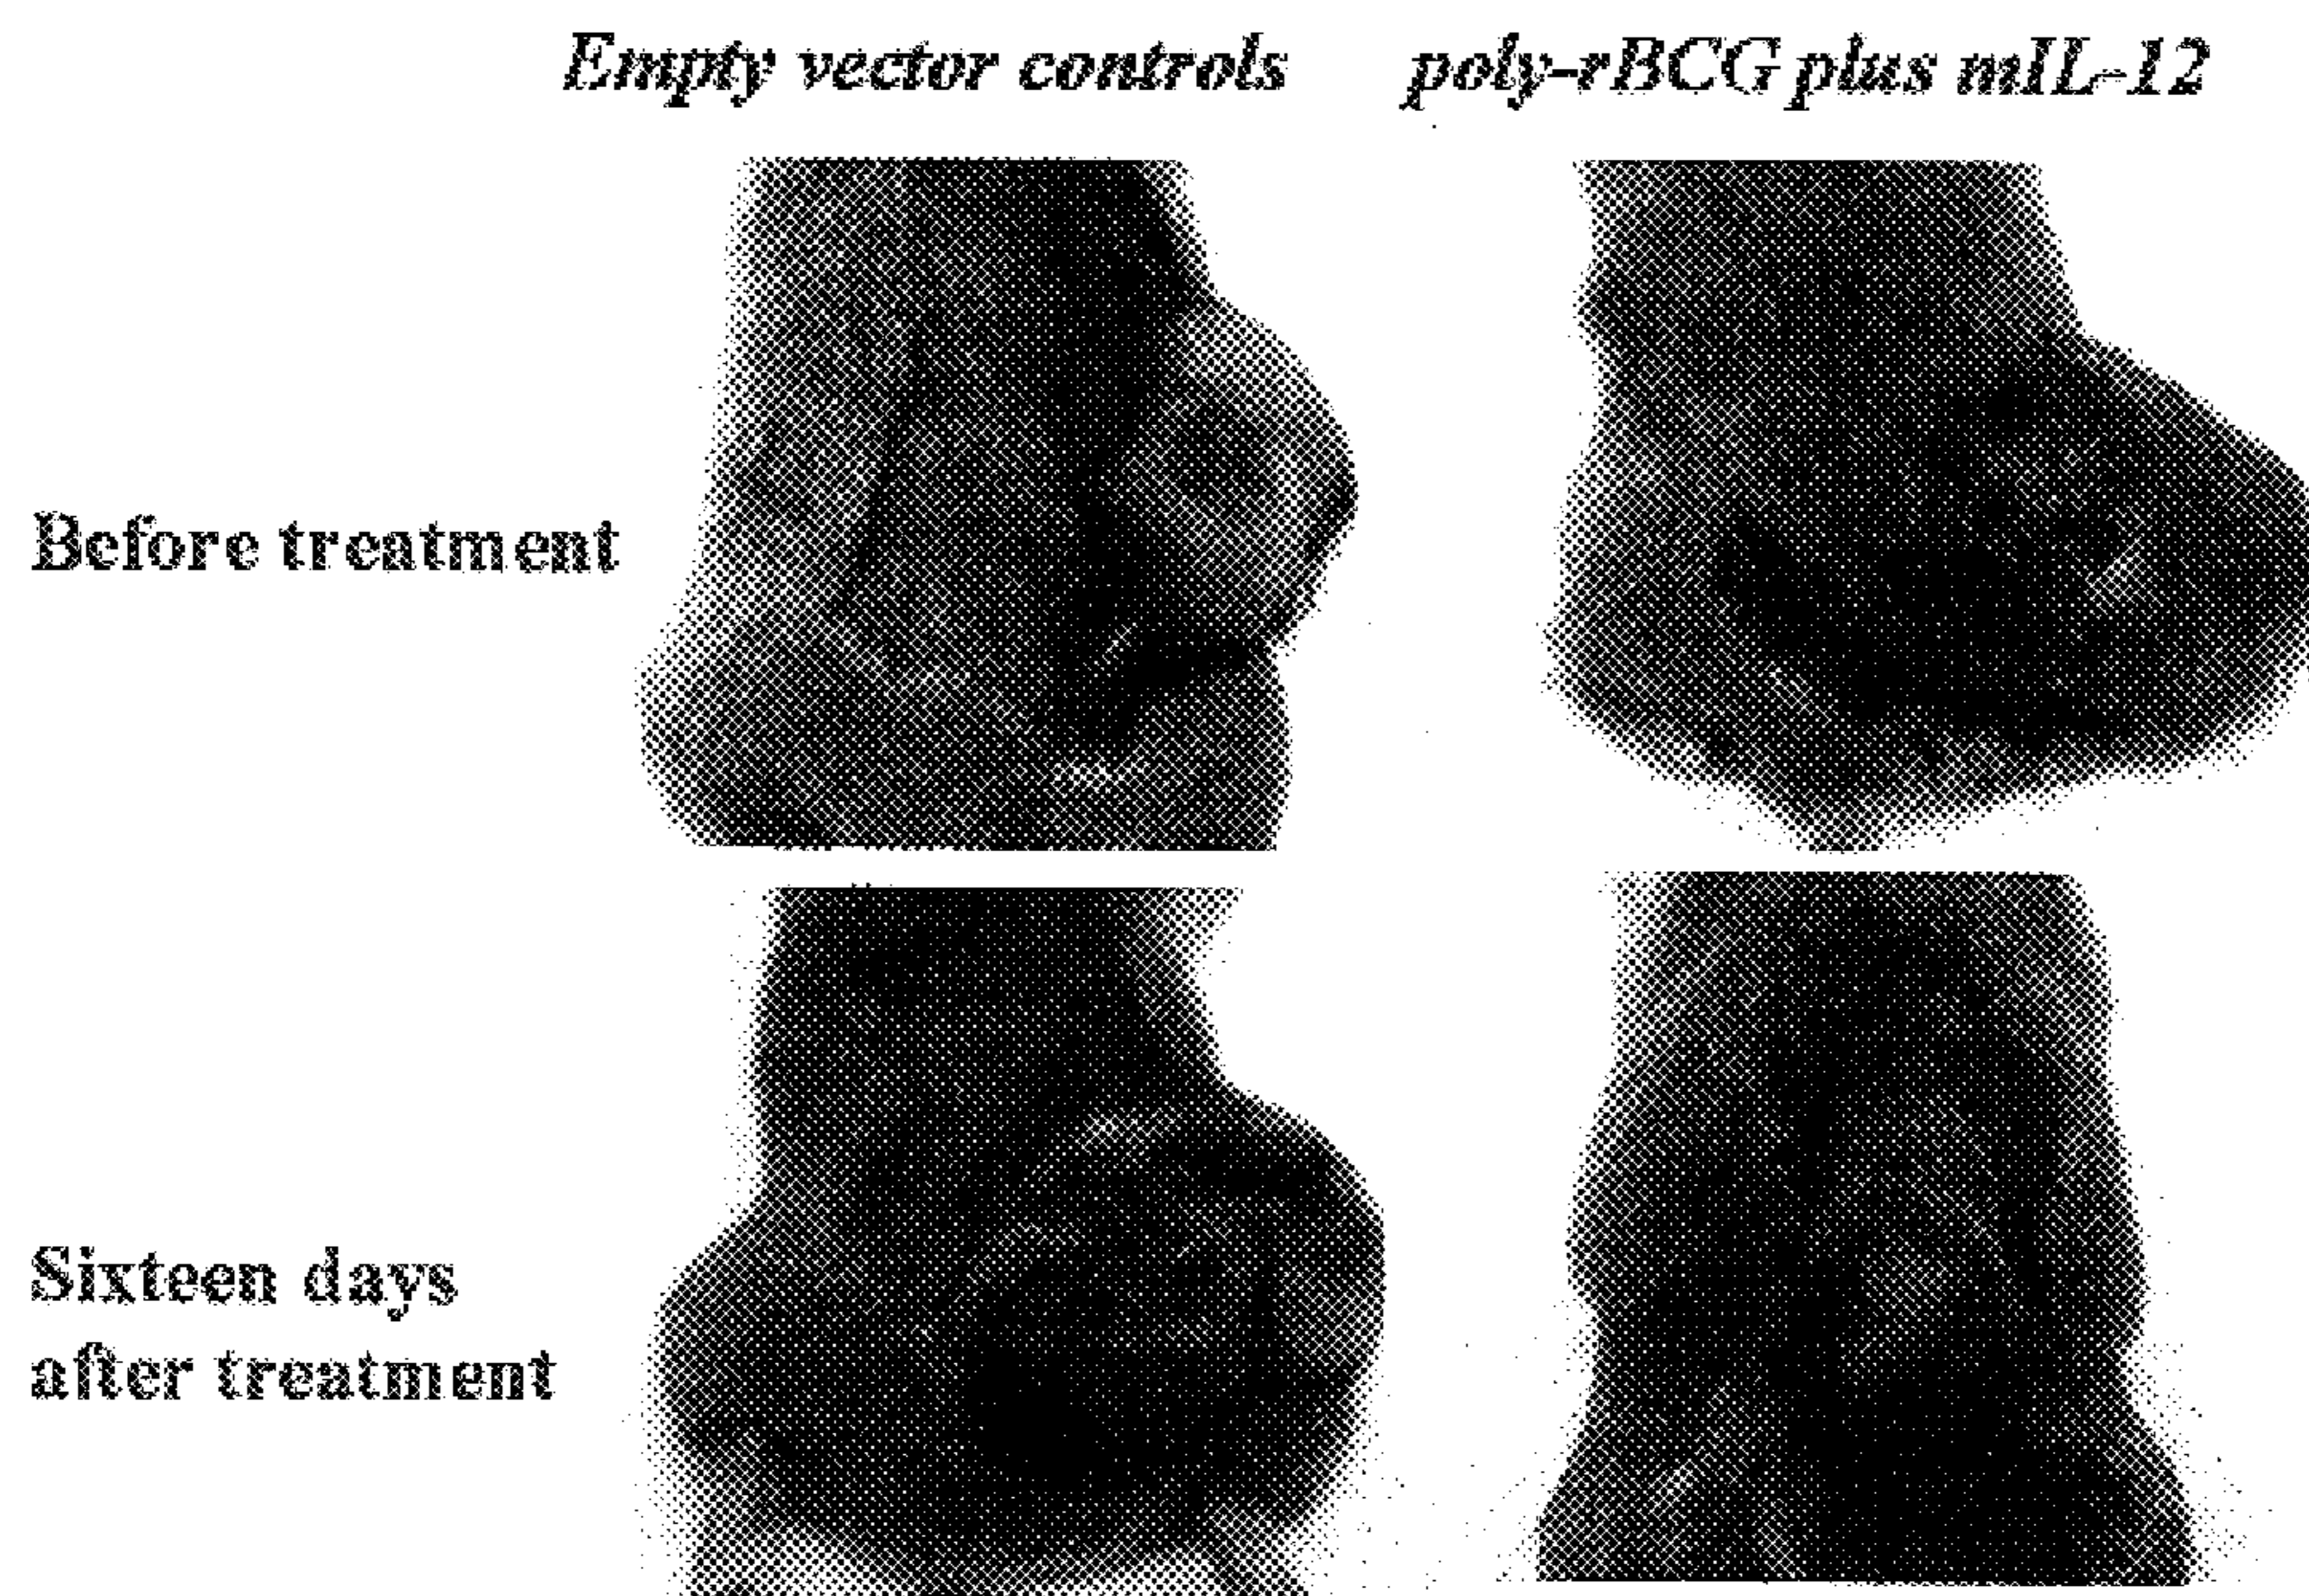 Empty vector controls poly-rBCG plus mIL-12
Before treatment
Sixteen days
after treatment